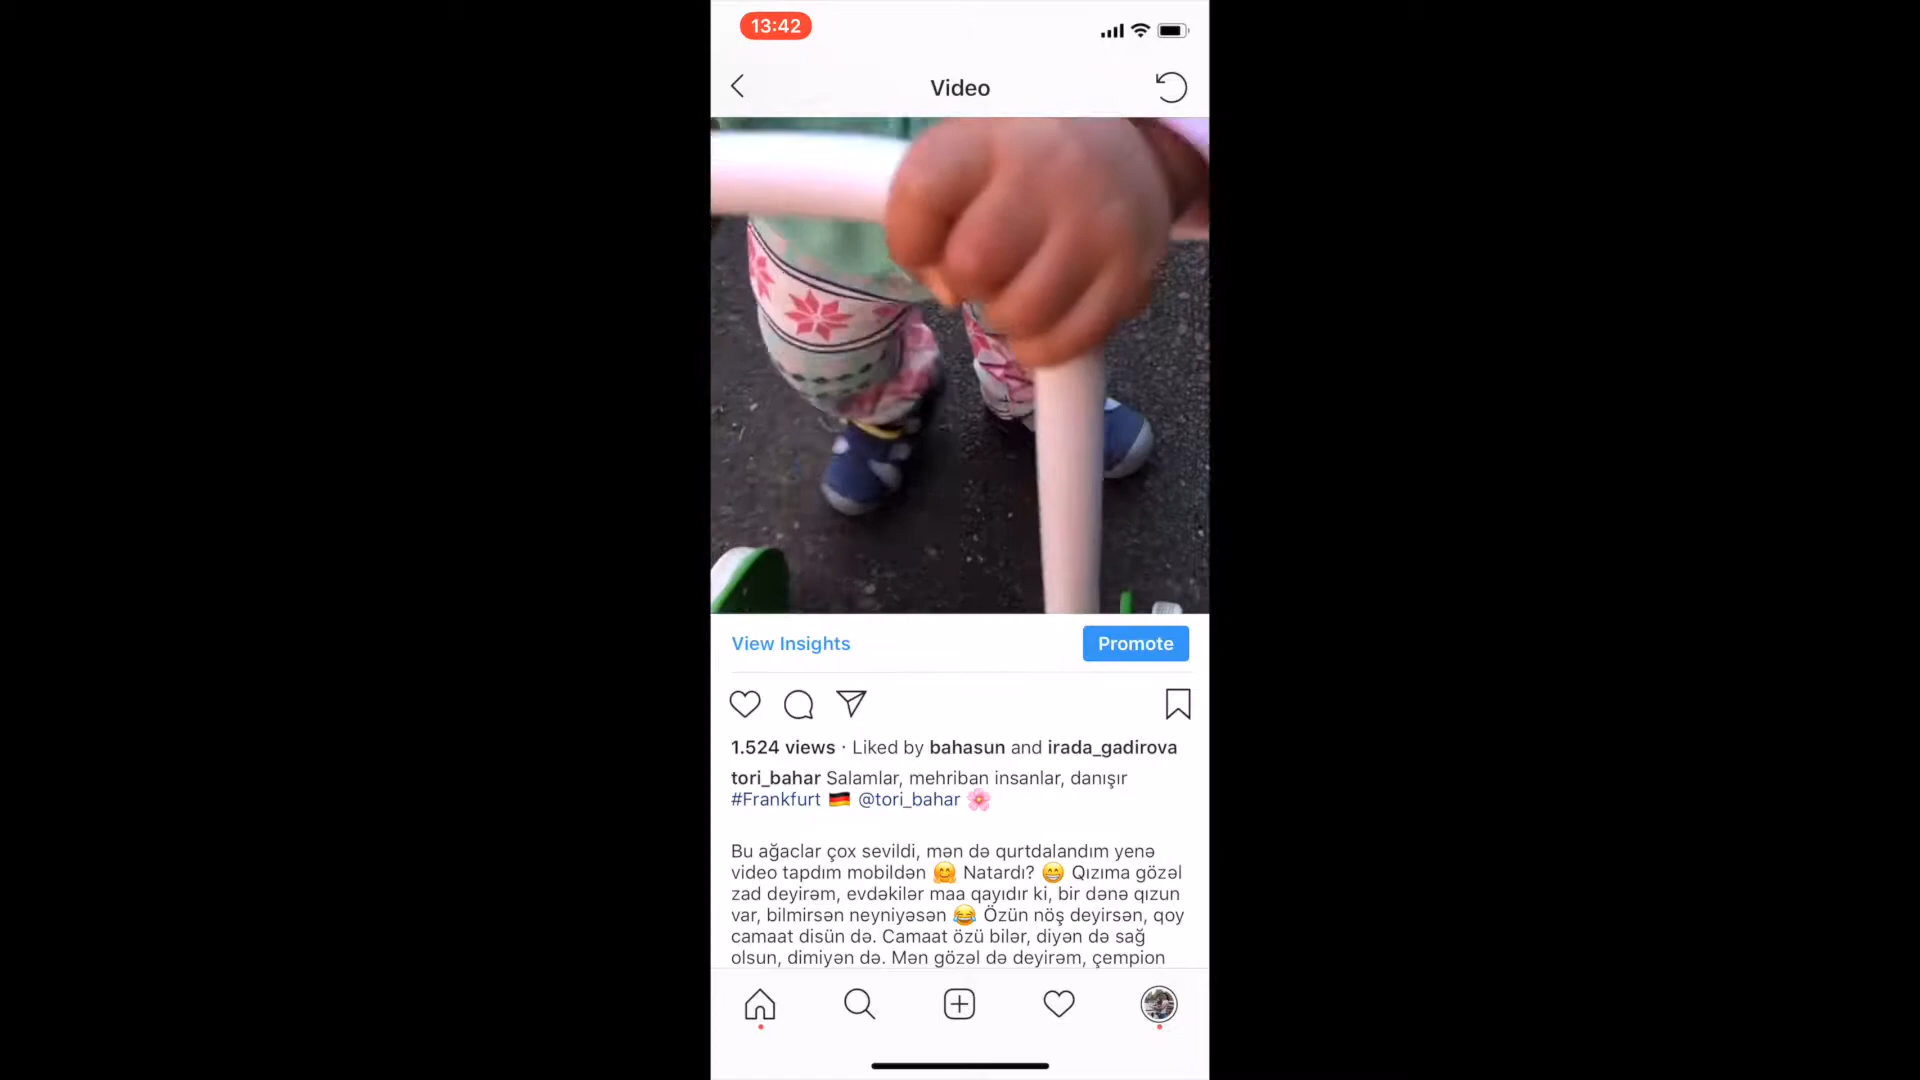 13:42
Video
View Insights
Promote
1.524 views · Liked by bahasun and irada_gadirova
tori_bahar Salamlar, mehriban insanlar, danışır
#Frankfurt 🇩🇪 @tori_bahar 🌸
Bu ağaclar çox sevildi, mən də qurtdalandım yenə
video tapdım mobildən 🤗 Natardı? 😁 Qızıma gözəl
zad deyirəm, evdəkilər maa qayıdır ki, bir dənə qızun
var, bilmirsən neyniyəsən 😂 Özün nöş deyirsən, qoy
camaat disün də. Camaat özü bilər, diyən də sağ
olsun, dimiyən də. Mən gözəl də deyirəm, çempion